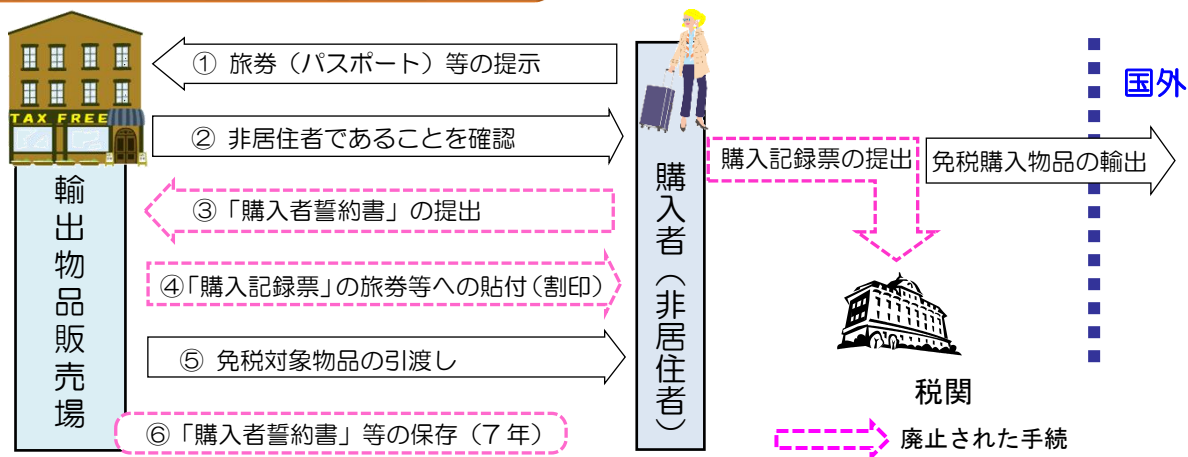 TAX FREE
① 旅券（パスポート）等の提示
② 非居住者であることを確認
③「購入者誓約書」の提出
④「購入記録票」の旅券等への貼付（割印）
⑤ 免税対象物品の引渡し
⑥「購入者誓約書」等の保存（7年）
輸出物品販売場
購入者（非居住者）
購入記録票の提出
免税購入物品の輸出
国外
税関
廃止された手続